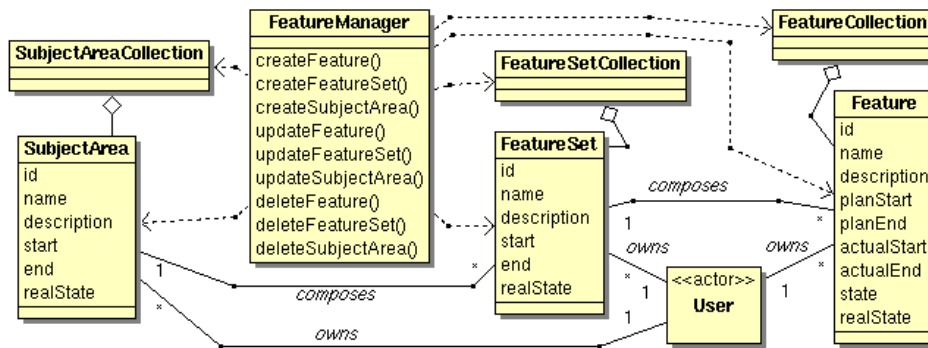 FeatureManager
createFeature()
createFeatureSet()
createSubjectArea()
updateFeature()
updateFeatureSet()
updateSubjectArea()
deleteFeature()
deleteFeatureSet()
deleteSubjectArea()
SubjectAreaCollection
FeatureSetCollection
FeatureCollection
SubjectArea
id
name
description
start
end
realState
FeatureSet
id
name
description
start
end
realState
Feature
id
name
description
planStart
planEnd
actualStart
actualEnd
state
realState
composes
1
*
owns
*
1
owns
*
1
<<actor>>
User
1
*
composes
*
owns
1